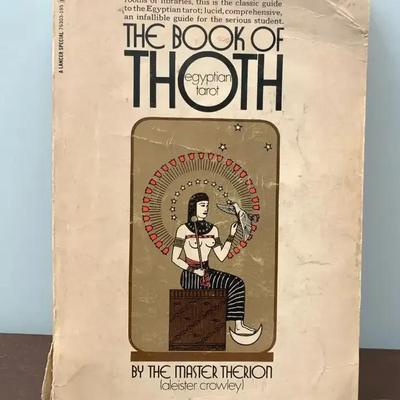 rooms of libraries, this is the classic guide
to the Egyptian tarot; lucid, comprehensive,
an infallible guide for the serious student.
THE BOOK OF
THOTH
egyptian
tarot
BY THE MASTER THERION
(aleister crowley)
A LANCER SPECIAL